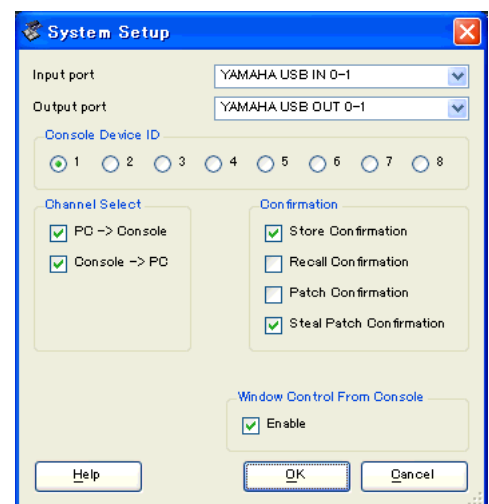 System Setup
Input port YAMAHA USB IN 0-1
Output port YAMAHA USB OUT 0-1
Console Device ID
1 2 3 4 5 6 7 8
Channel Select
PC -> Console
Console -> PC
Confirmation
Store Confirmation
Recall Confirmation
Patch Confirmation
Steal Patch Confirmation
Window Control From Console
Enable
Help OK Cancel